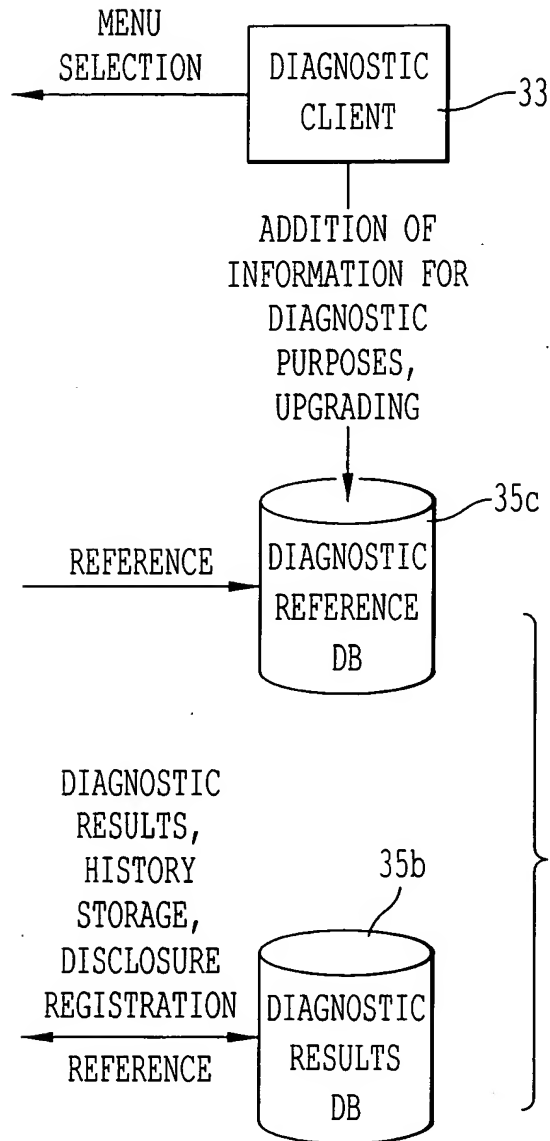 MENU
SELECTION
DIAGNOSTIC
CLIENT
33
ADDITION OF
INFORMATION FOR
DIAGNOSTIC
PURPOSES,
UPGRADING
35c
REFERENCE
DIAGNOSTIC
REFERENCE
DB
DIAGNOSTIC
RESULTS,
HISTORY
STORAGE,
DISCLOSURE
REGISTRATION
REFERENCE
35b
DIAGNOSTIC
RESULTS
DB